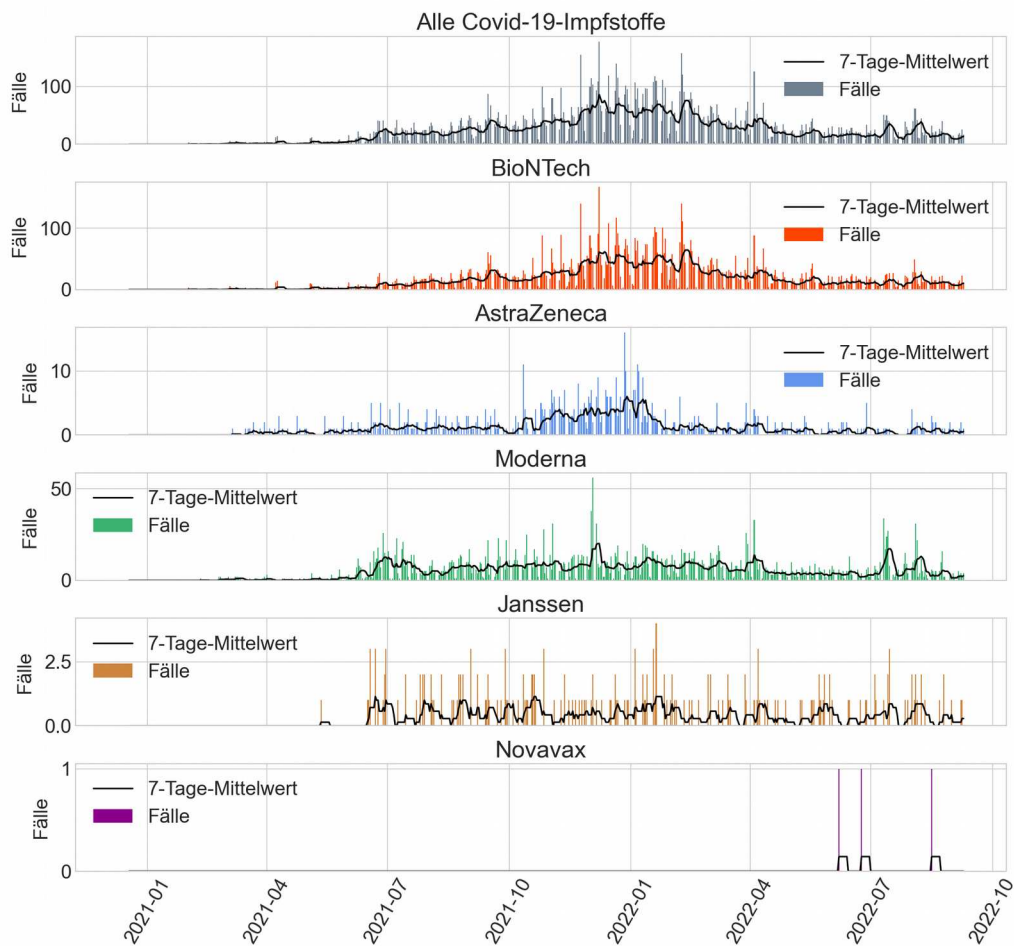 Alle Covid-19-Impfstoffe
Fälle
100
0
7-Tage-Mittelwert
Fälle
BioNTech
Fälle
100
0
7-Tage-Mittelwert
Fälle
AstraZeneca
Fälle
10
0
7-Tage-Mittelwert
Fälle
Moderna
Fälle
50
0
7-Tage-Mittelwert
Fälle
Janssen
Fälle
2.5
0.0
7-Tage-Mittelwert
Fälle
Novavax
Fälle
1
0
7-Tage-Mittelwert
Fälle
2021-01
2021-04
2021-07
2021-10
2022-01
2022-04
2022-07
2022-10